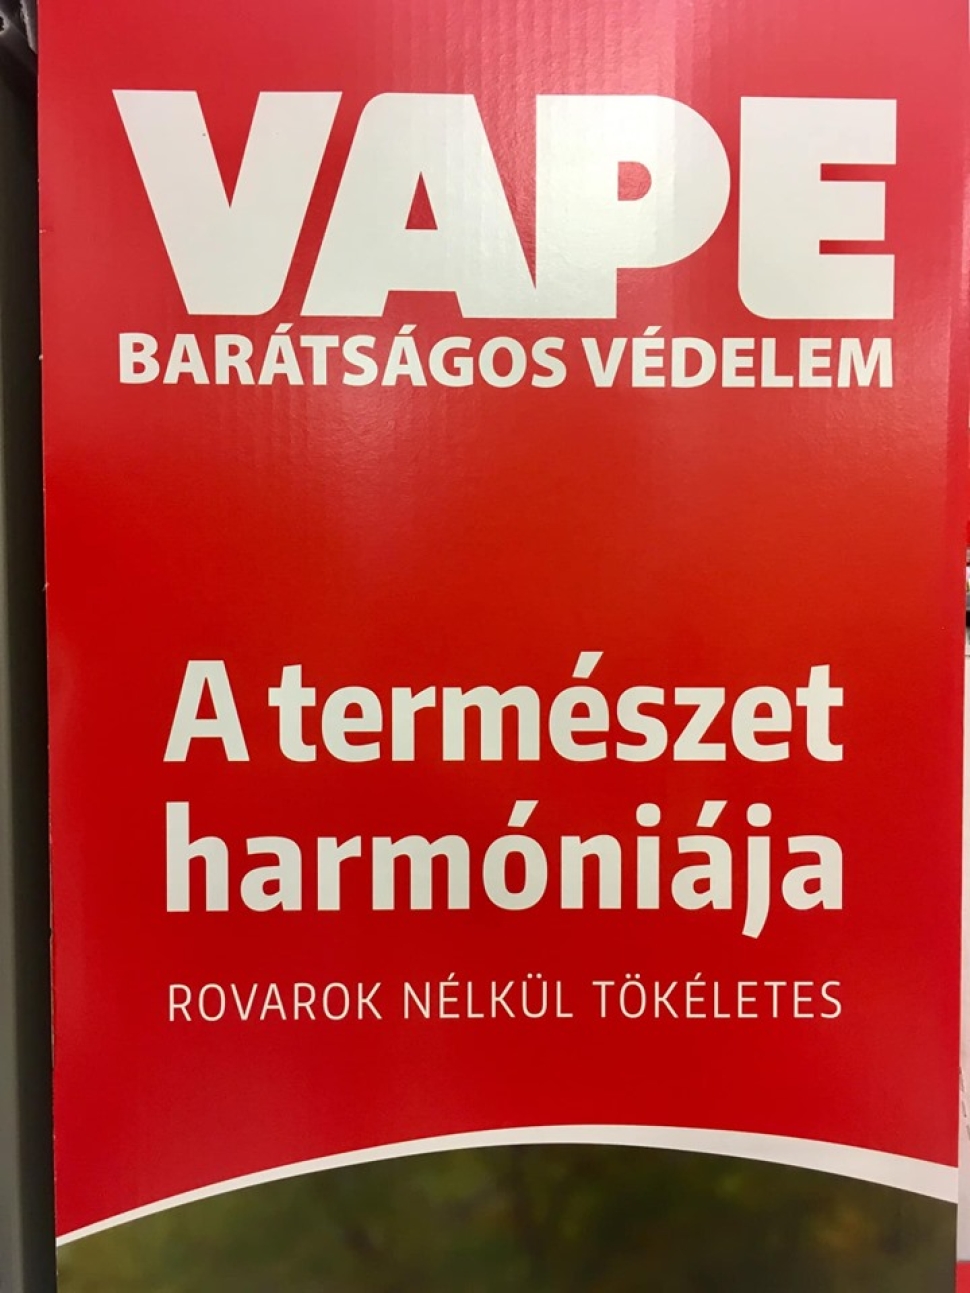 VAPE
BARÁTSÁGOS VÉDELEM
A természet
harmóniája
ROVAROK NÉLKÜL TÖKÉLETES